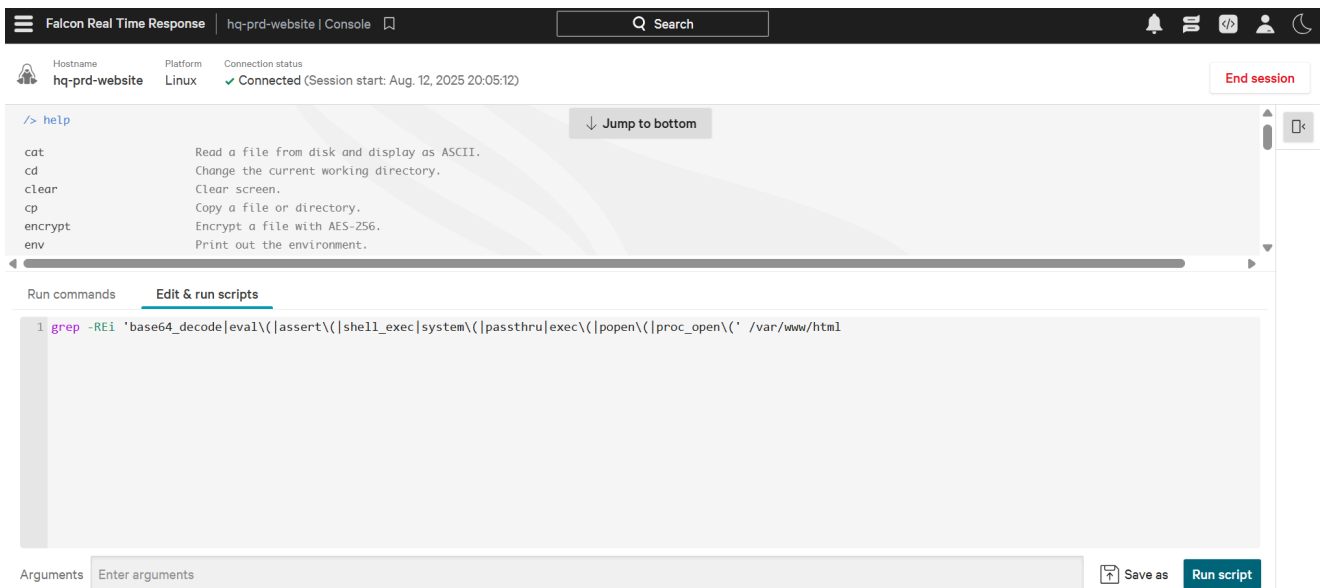 Falcon Real Time Response hq-prd-website | Console Search
Hostname Platform Connection status
hq-prd-website Linux Connected (Session start: Aug. 12, 2025 20:05:12) End session
/> help
Jump to bottom
cat Read a file from disk and display as ASCII.
cd Change the current working directory.
clear Clear screen.
cp Copy a file or directory.
encrypt Encrypt a file with AES-256.
env Print out the environment.
Run commands Edit & run scripts
1 grep -REi 'base64_decode|eval\(|assert\(|shell_exec|system\(|passthru|exec\(|popen\(|proc_open\(' /var/www/html
Arguments Enter arguments Save as Run script